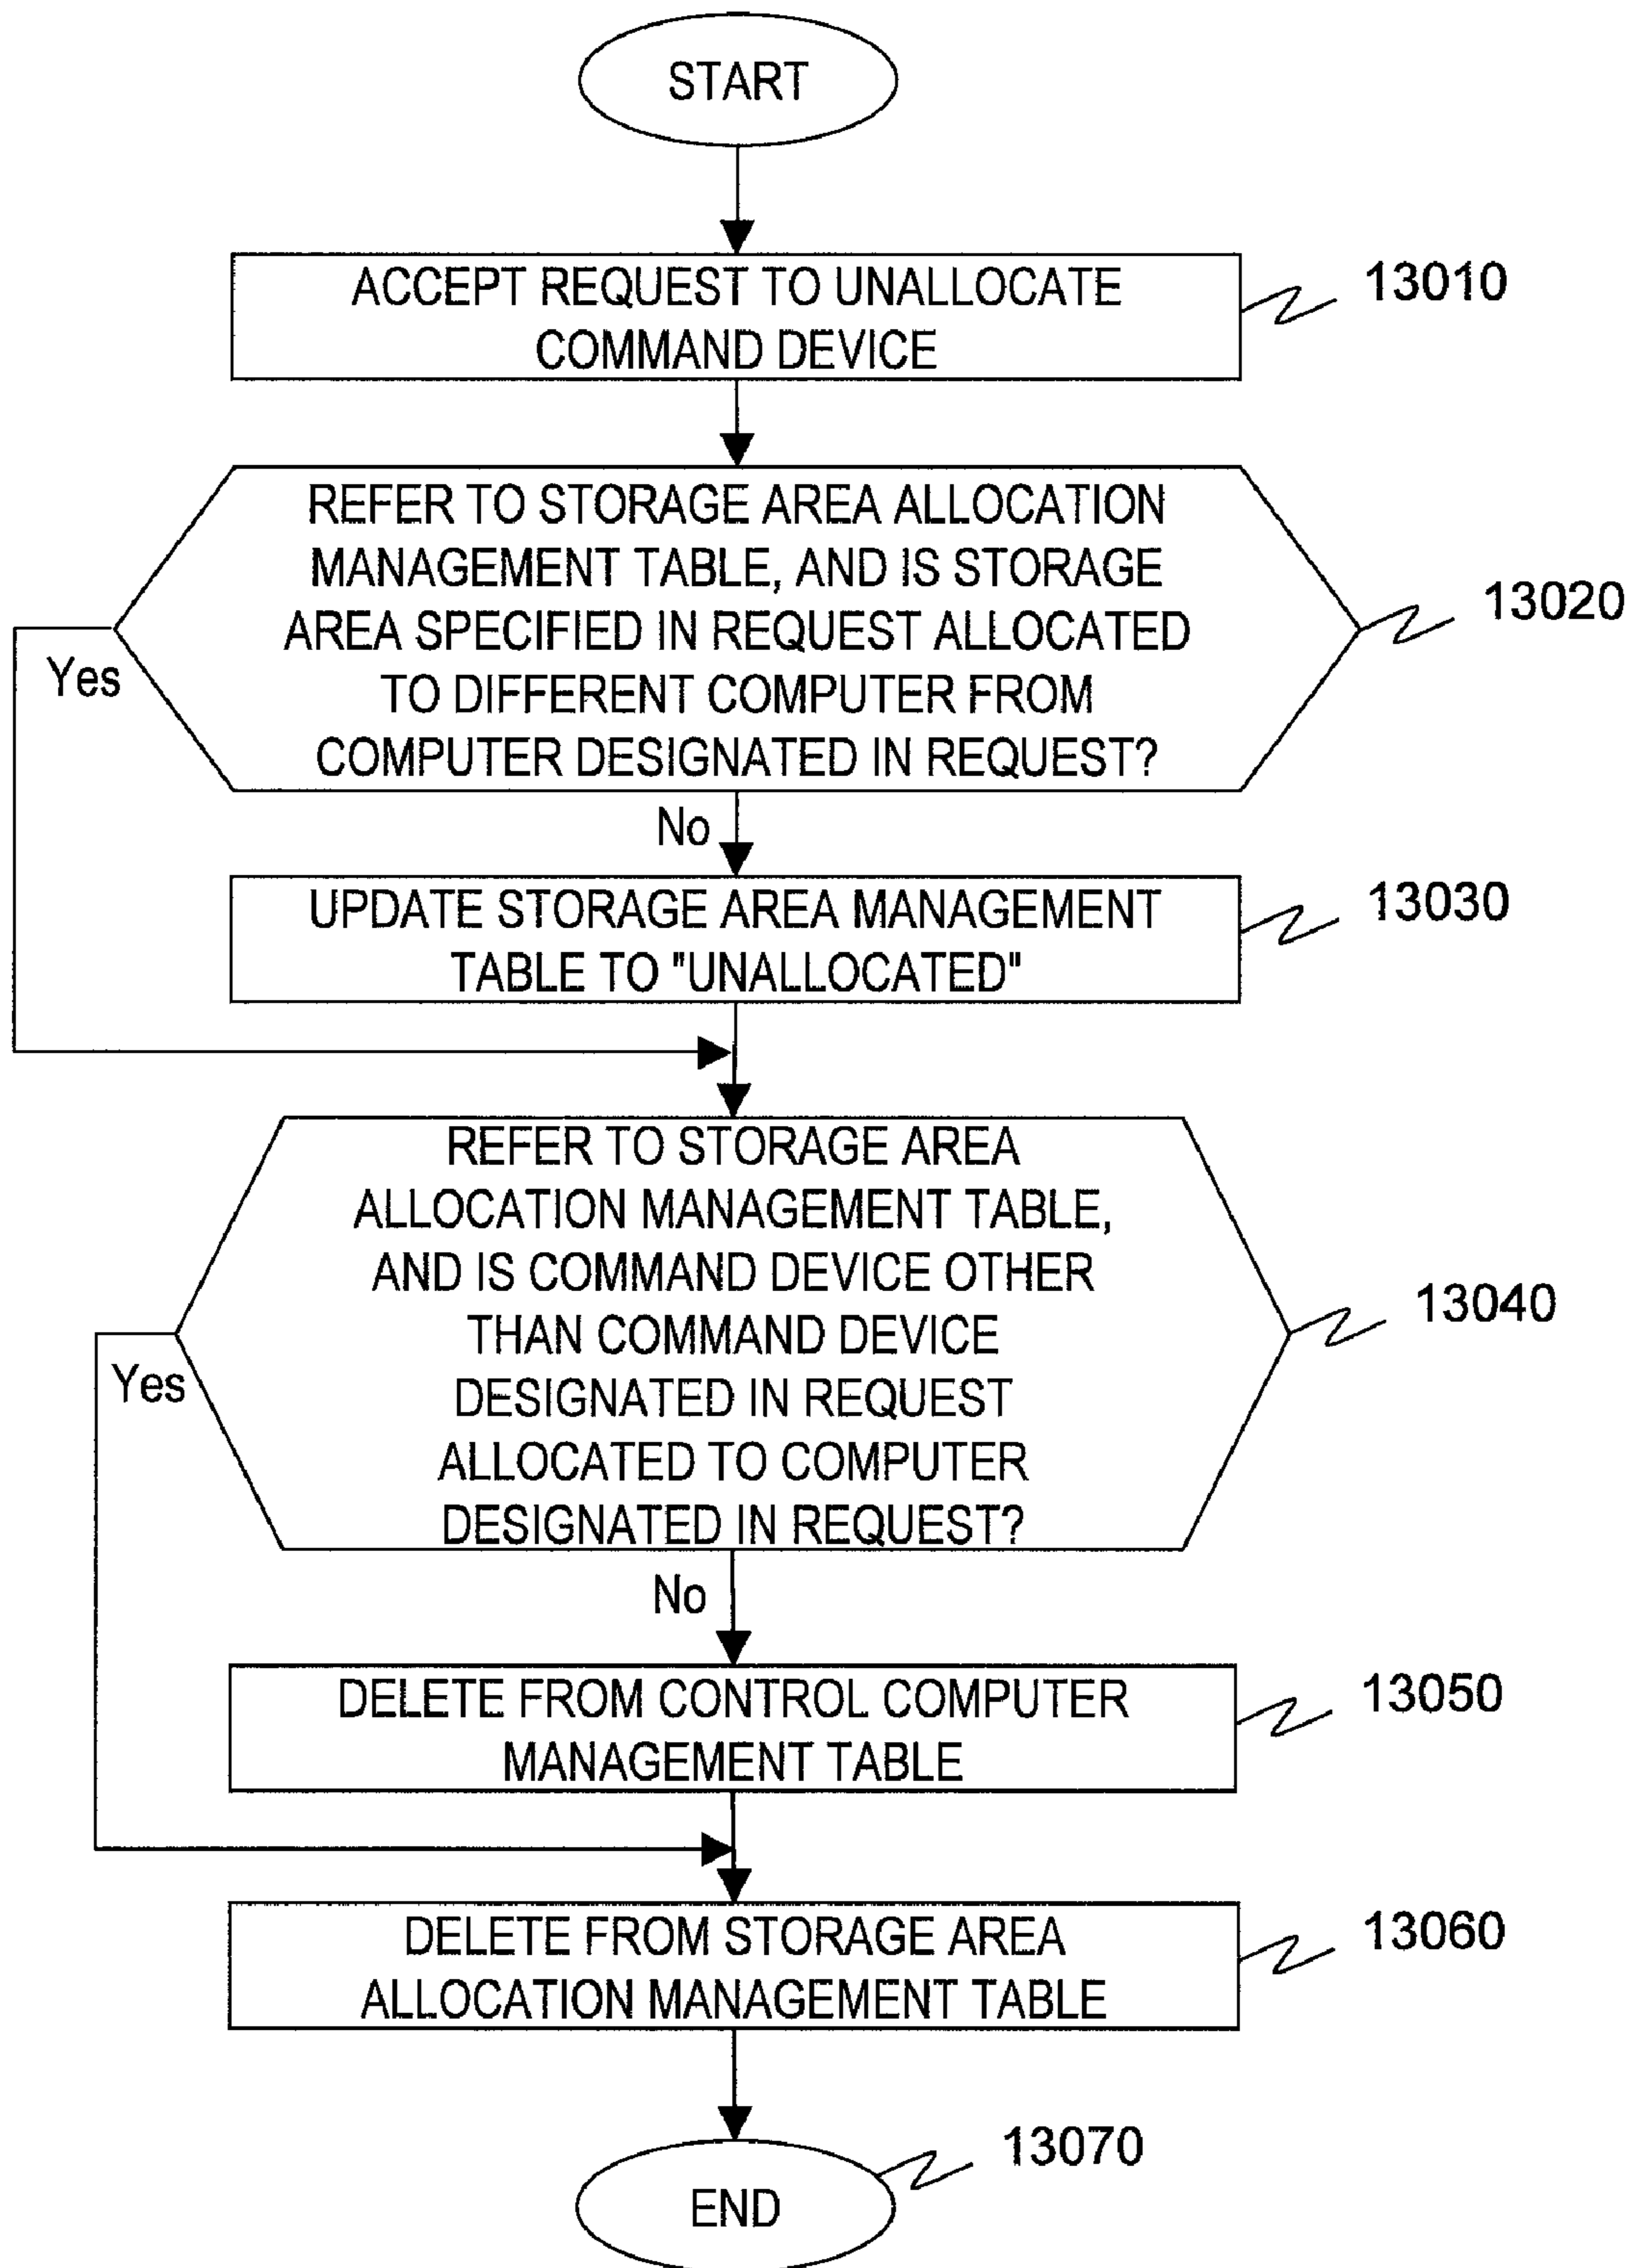 START
ACCEPT REQUEST TO UNALLOCATE
COMMAND DEVICE
13010
REFER TO STORAGE AREA ALLOCATION
MANAGEMENT TABLE, AND IS STORAGE
AREA SPECIFIED IN REQUEST ALLOCATED
TO DIFFERENT COMPUTER FROM
COMPUTER DESIGNATED IN REQUEST?
13020
Yes
No
UPDATE STORAGE AREA MANAGEMENT
TABLE TO "UNALLOCATED"
13030
REFER TO STORAGE AREA
ALLOCATION MANAGEMENT TABLE,
AND IS COMMAND DEVICE OTHER
THAN COMMAND DEVICE
DESIGNATED IN REQUEST
ALLOCATED TO COMPUTER
DESIGNATED IN REQUEST?
13040
Yes
No
DELETE FROM CONTROL COMPUTER
MANAGEMENT TABLE
13050
DELETE FROM STORAGE AREA
ALLOCATION MANAGEMENT TABLE
13060
END
13070